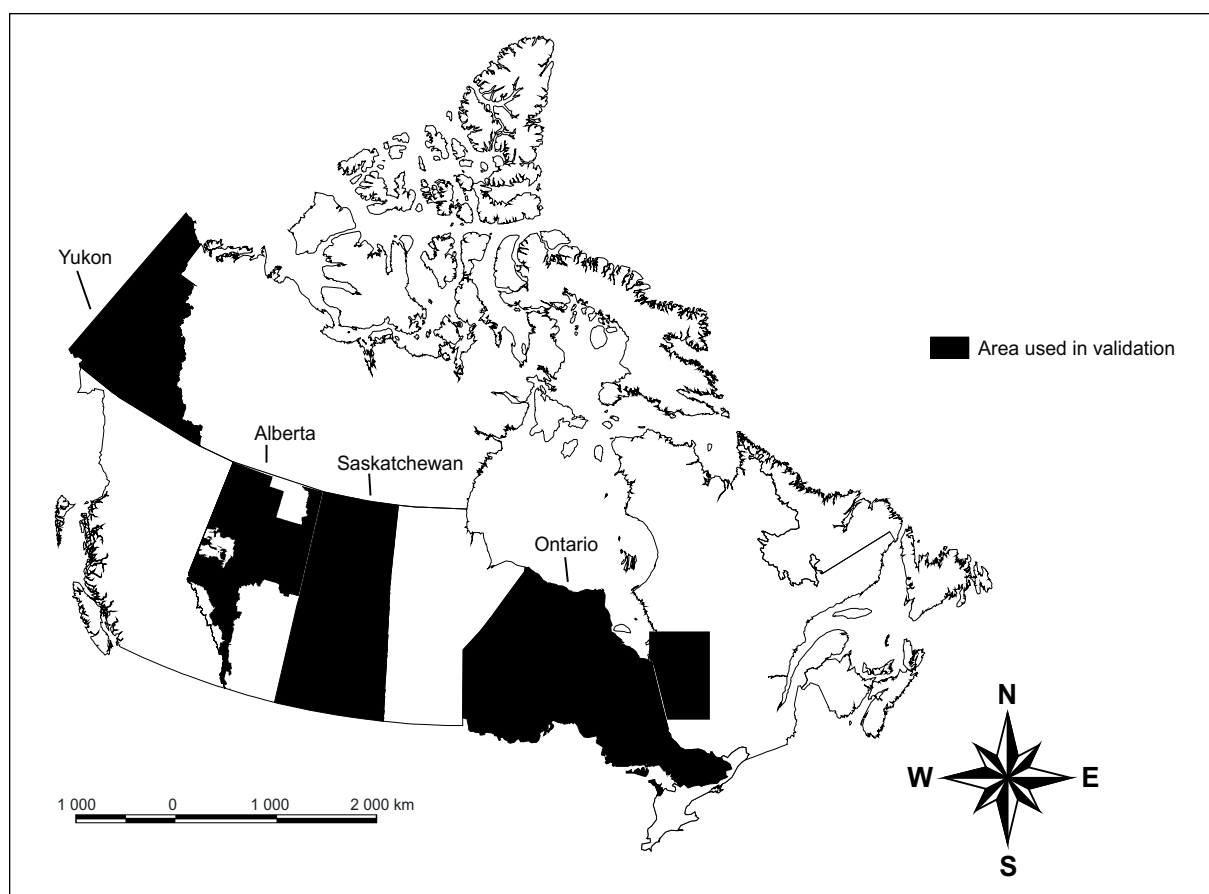 Yukon
Alberta
Saskatchewan
Ontario
Area used in validation
N
W E
S
1 000 0 1 000 2 000 km